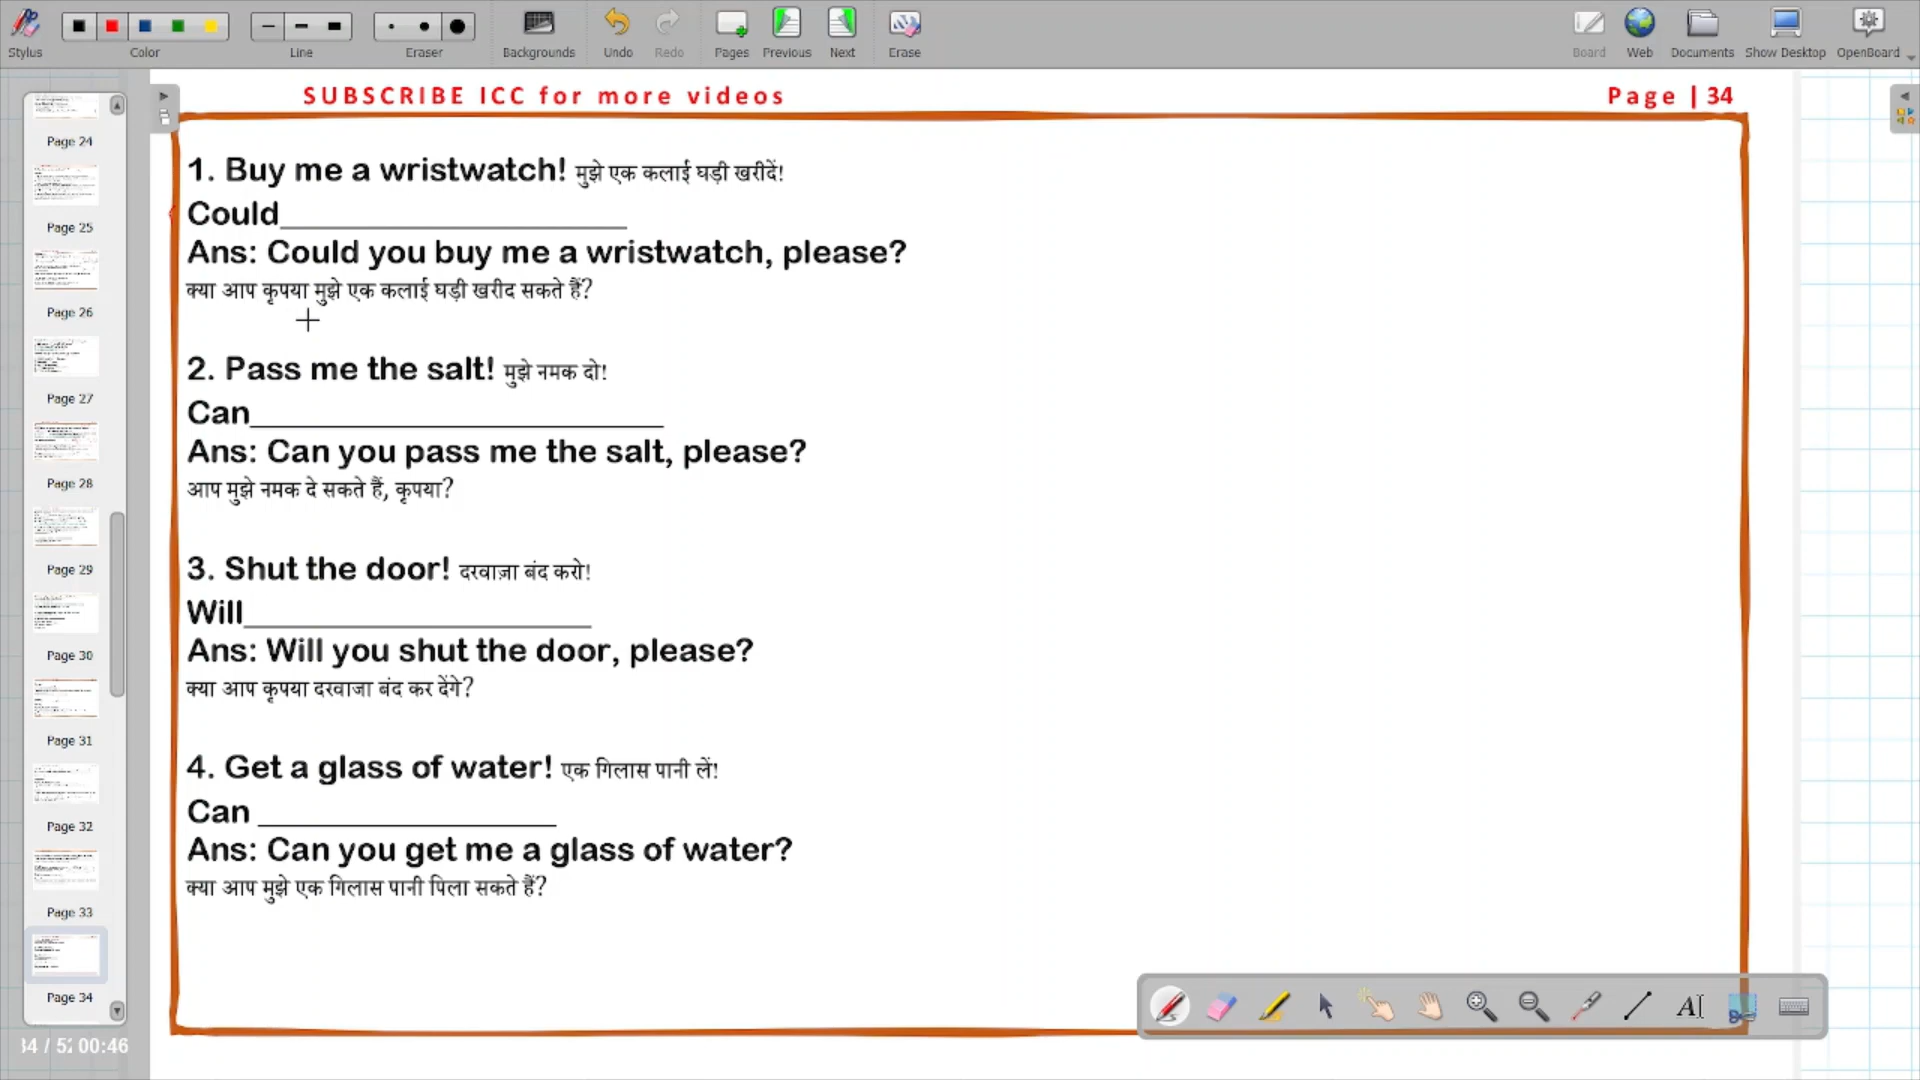 Stylus
Color
Line
Eraser
Backgrounds
Undo
Redo
Pages
Previous
Next
Erase
Board
Web
Documents
Show Desktop
OpenBoard
SUBSCRIBE ICC for more videos
Page | 34
Page 24
Page 25
Page 26
Page 27
Page 28
Page 29
Page 30
Page 31
Page 32
Page 33
Page 34
1. Buy me a wristwatch! मुझे एक कलाई घड़ी खरीदें!
Could_____________________
Ans: Could you buy me a wristwatch, please?
क्या आप कृपया मुझे एक कलाई घड़ी खरीद सकते हैं?
2. Pass me the salt! मुझे नमक दो!
Can_________________________
Ans: Can you pass me the salt, please?
आप मुझे नमक दे सकते हैं, कृपया?
3. Shut the door! दरवाज़ा बंद करो!
Will_____________________
Ans: Will you shut the door, please?
क्या आप कृपया दरवाजा बंद कर देंगे?
4. Get a glass of water! एक गिलास पानी लें!
Can __________________
Ans: Can you get me a glass of water?
क्या आप मुझे एक गिलास पानी पिला सकते हैं?
00:46